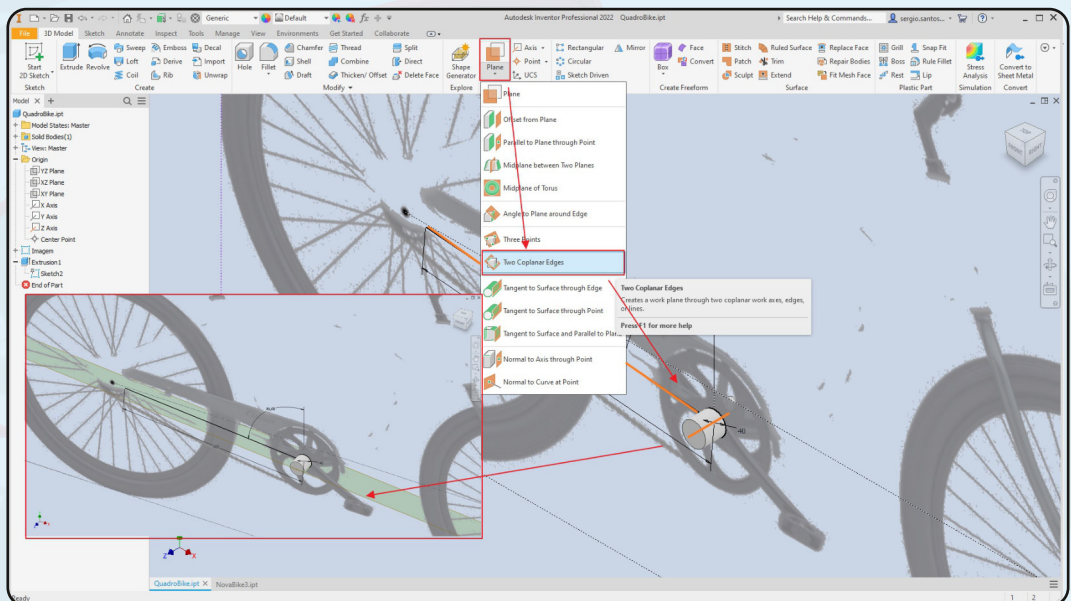 Generic
Default
Autodesk Inventor Professional 2022 QuadroBike.ipt
Search Help & Commands...
sergio.santos...
File 3D Model Sketch Annotate Inspect Tools Manage View Environments Get Started Collaborate
Start 2D Sketch
Extrude Revolve
Sweep Emboss Decal
Loft Derive Import
Coil Rib Unwrap
Hole Fillet
Chamfer Thread Split
Shell Combine Direct
Draft Thicken/ Offset Delete Face
Shape Generator
Plane
Axis Rectangular Mirror
Point Circular
UCS Sketch Driven
Box
Face
Convert
Stitch Ruled Surface Replace Face
Patch Trim Repair Bodies
Sculpt Extend Fit Mesh Face
Grill Snap Fit
Boss Rule Fillet
Rest Lip
Stress Analysis
Convert to Sheet Metal
Sketch Create Modify Explore Create Freeform Surface Plastic Part Simulation Convert
Model × +
QuadroBike.ipt
Model States: Master
Solid Bodies(1)
View: Master
Origin
YZ Plane
XZ Plane
XY Plane
X Axis
Y Axis
Z Axis
Center Point
Imagem
Extrusion1
Sketch2
End of Part
Plane
Offset from Plane
Parallel to Plane through Point
Midplane between Two Planes
Midplane of Torus
Angle to Plane around Edge
Three Points
Two Coplanar Edges
Tangent to Surface through Edge
Tangent to Surface through Point
Tangent to Surface and Parallel to Plan
Normal to Axis through Point
Normal to Curve at Point
Two Coplanar Edges
Creates a work plane through two coplanar work axes, edges,
or lines.
Press F1 for more help
TOP
FRONT RIGHT
40
Z X
QuadroBike.ipt × NovaBike3.ipt
Ready
1 2